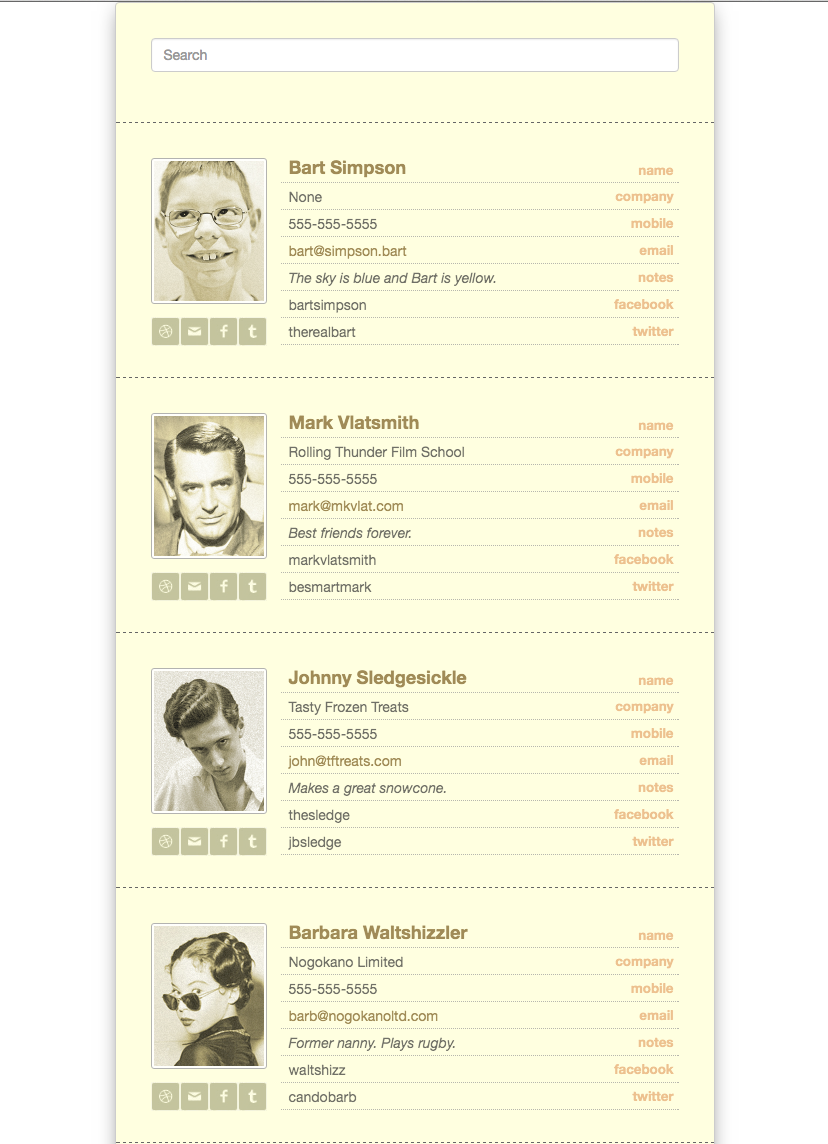 Search
Bart Simpson name
None company
555-555-5555 mobile
bart@simpson.bart email
The sky is blue and Bart is yellow. notes
bartsimpson facebook
therealbart twitter
Mark Vlatsmith name
Rolling Thunder Film School company
555-555-5555 mobile
mark@mkvlat.com email
Best friends forever. notes
markvlatsmith facebook
besmartmark twitter
Johnny Sledgesickle name
Tasty Frozen Treats company
555-555-5555 mobile
john@tftreats.com email
Makes a great snowcone. notes
thesledge facebook
jbsledge twitter
Barbara Waltshizzler name
Nogokano Limited company
555-555-5555 mobile
barb@nogokanoltd.com email
Former nanny. Plays rugby. notes
waltshizz facebook
candobarb twitter